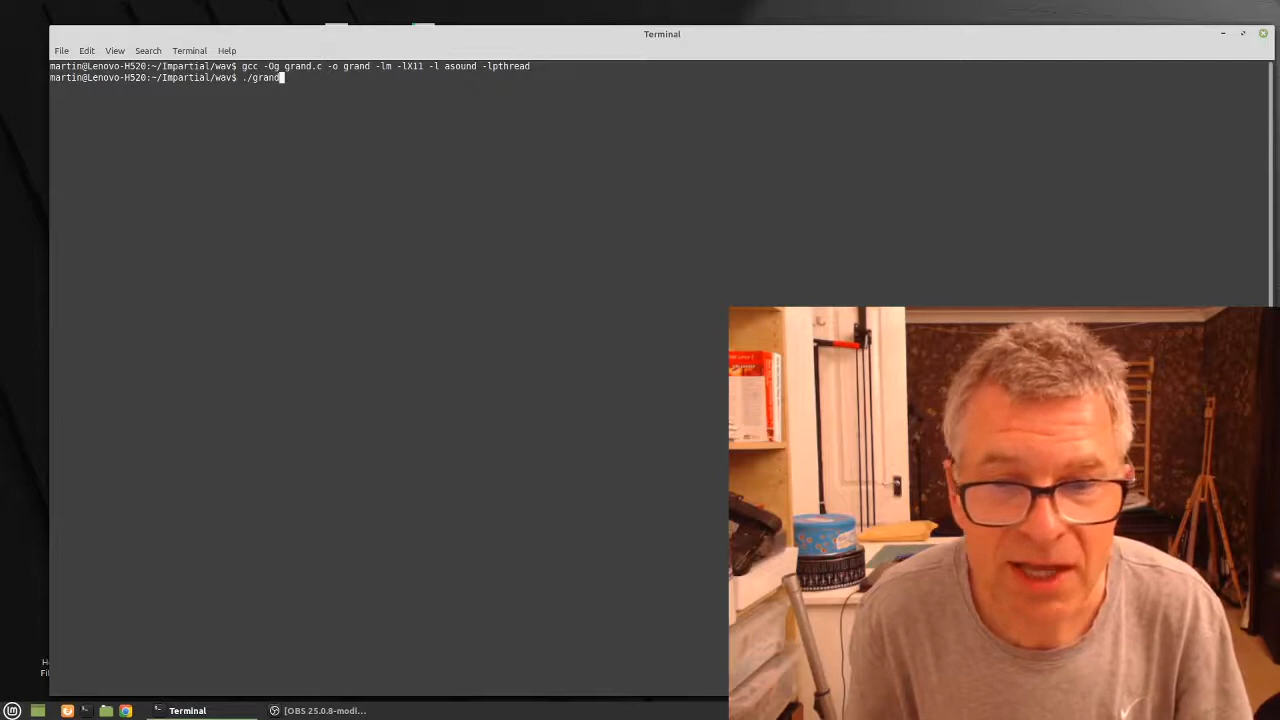 Terminal
File Edit View Search Terminal Help
martin@Lenovo-H520:~/Impartial/wav$ gcc -Og grand.c -o grand -lm -lX11 -l asound -lpthread
martin@Lenovo-H520:~/Impartial/wav$ ./grand
Terminal
[OBS 25.0.8-modi...